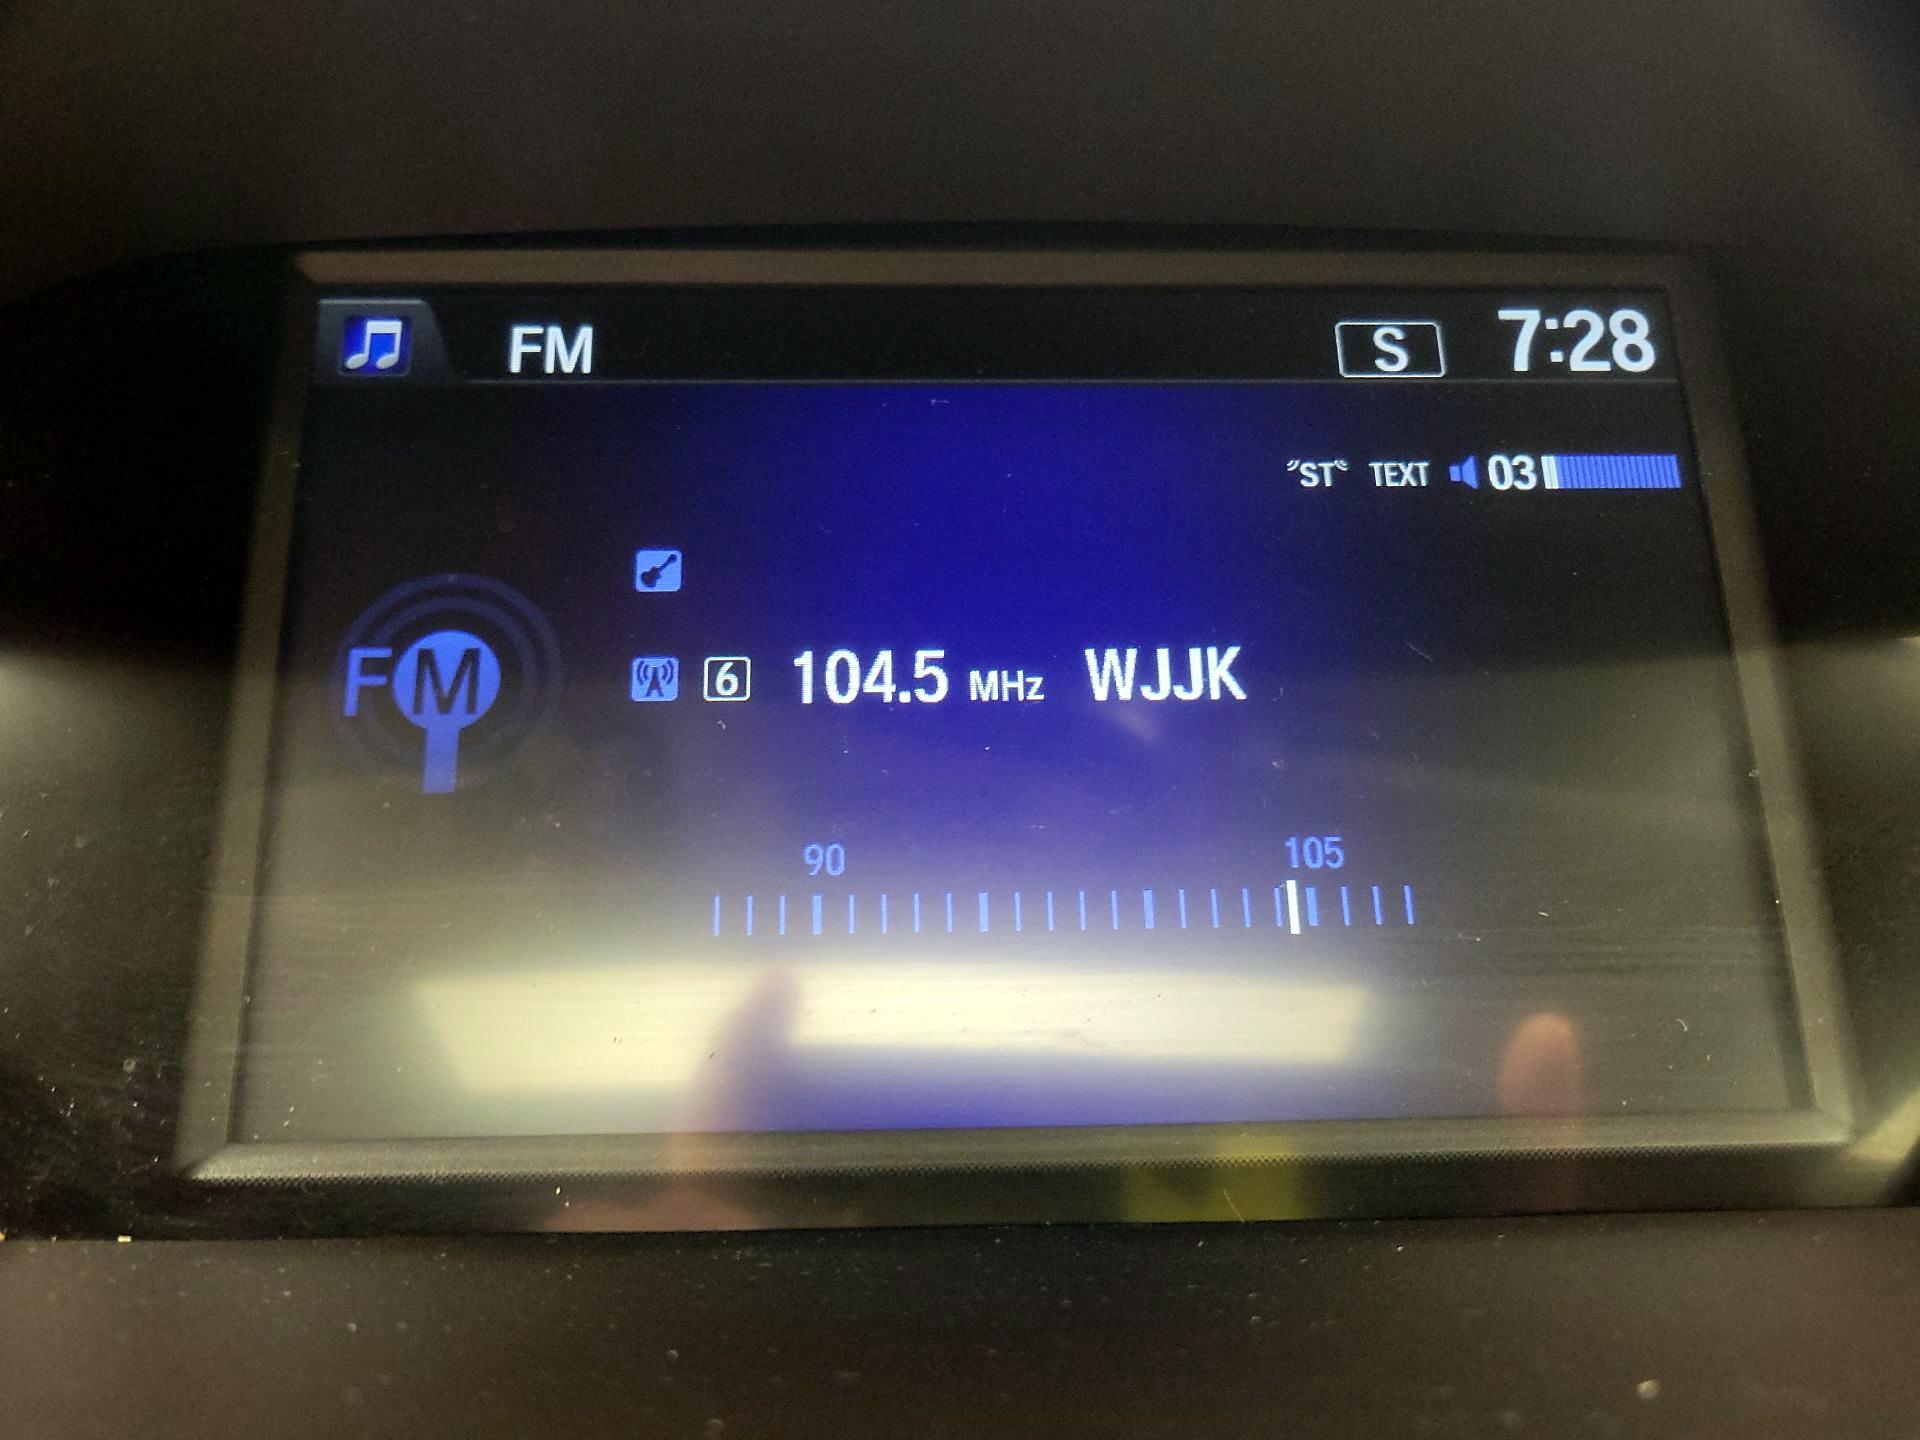 FM S 7:28
"ST" TEXT 03
FM
6 104.5 MHz WJJK
90 105